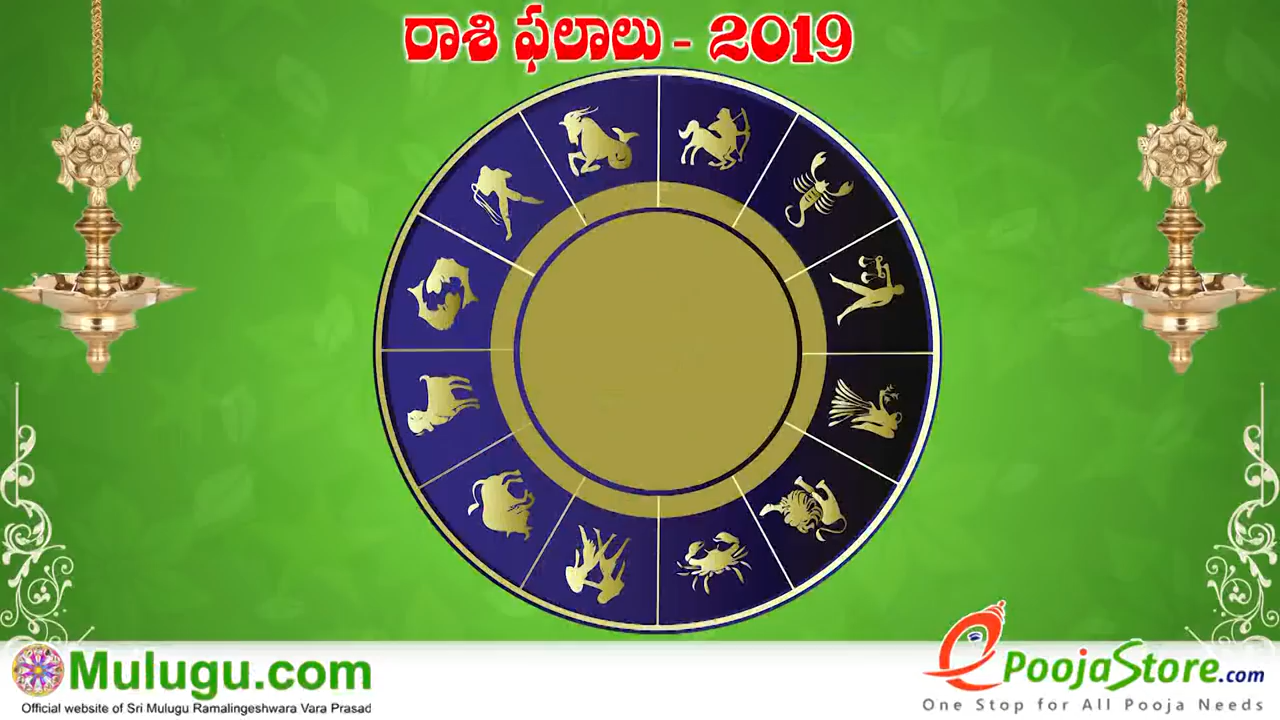 రాశి ఫలాలు - 2019
Mulugu.com
Official website of Sri Mulugu Ramalingeshwara Vara Prasad
ePoojaStore.com
One Stop for All Pooja Needs